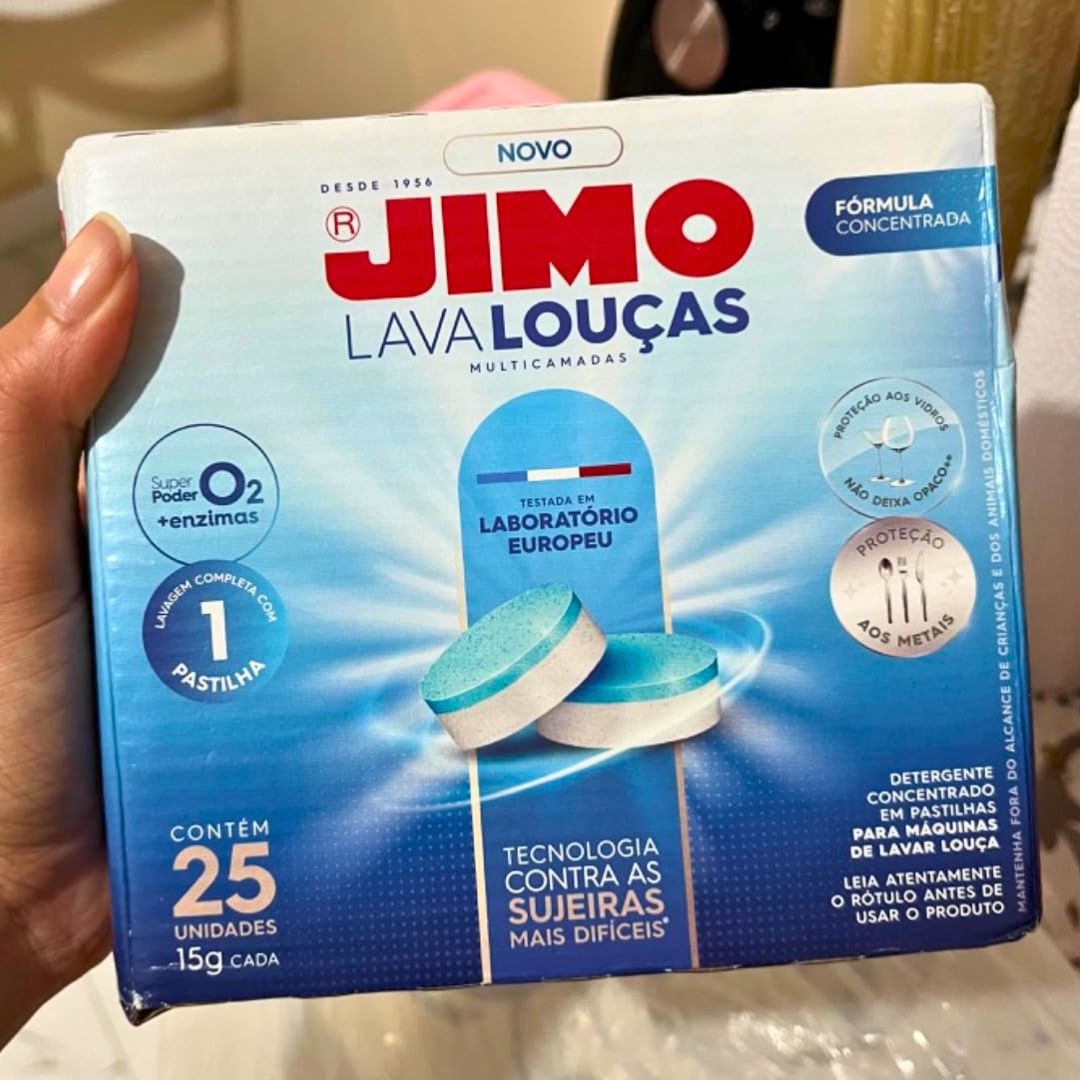 NOVO
DESDE 1956
®
JIMO
LAVA LOUÇAS
MULTICAMADAS
FÓRMULA
CONCENTRADA
Super
Poder O2
+enzimas
LAVAGEM COMPLETA COM
1
PASTILHA
TESTADA EM
LABORATÓRIO
EUROPEU
PROTEÇÃO AOS VIDROS
NÃO DEIXA OPACO**
PROTEÇÃO
AOS METAIS
CONTÉM
25
UNIDADES
15g CADA
TECNOLOGIA
CONTRA AS
SUJEIRAS
MAIS DIFÍCEIS*
DETERGENTE
CONCENTRADO
EM PASTILHAS
PARA MÁQUINAS
DE LAVAR LOUÇA
LEIA ATENTAMENTE
O RÓTULO ANTES DE
USAR O PRODUTO
MANTENHA FORA DO ALCANCE DE CRIANÇAS E DOS ANIMAIS DOMÉSTICOS